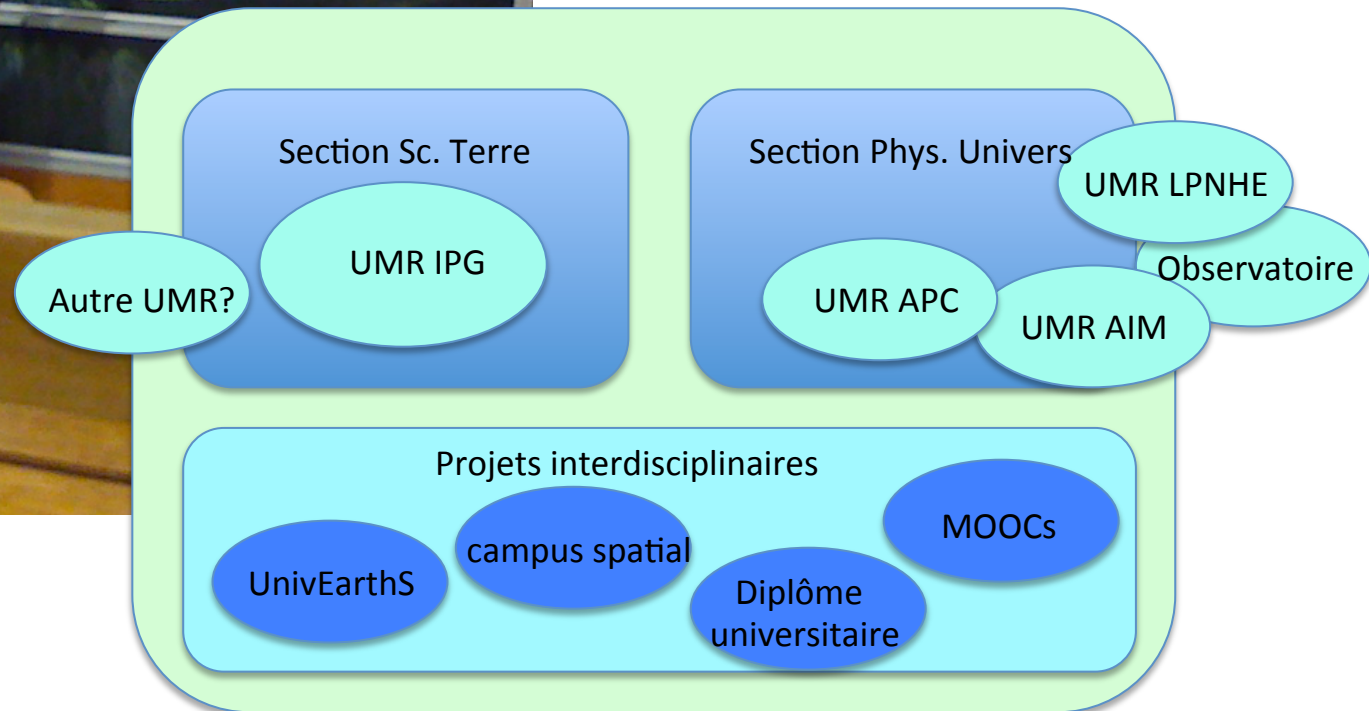 Section Sc. Terre
Section Phys. Univers
UMR LPNHE
UMR IPG
Observatoire
Autre UMR?
UMR APC
UMR AIM
Projets interdisciplinaires
MOOCs
campus spatial
UnivEarthS
Diplôme
universitaire